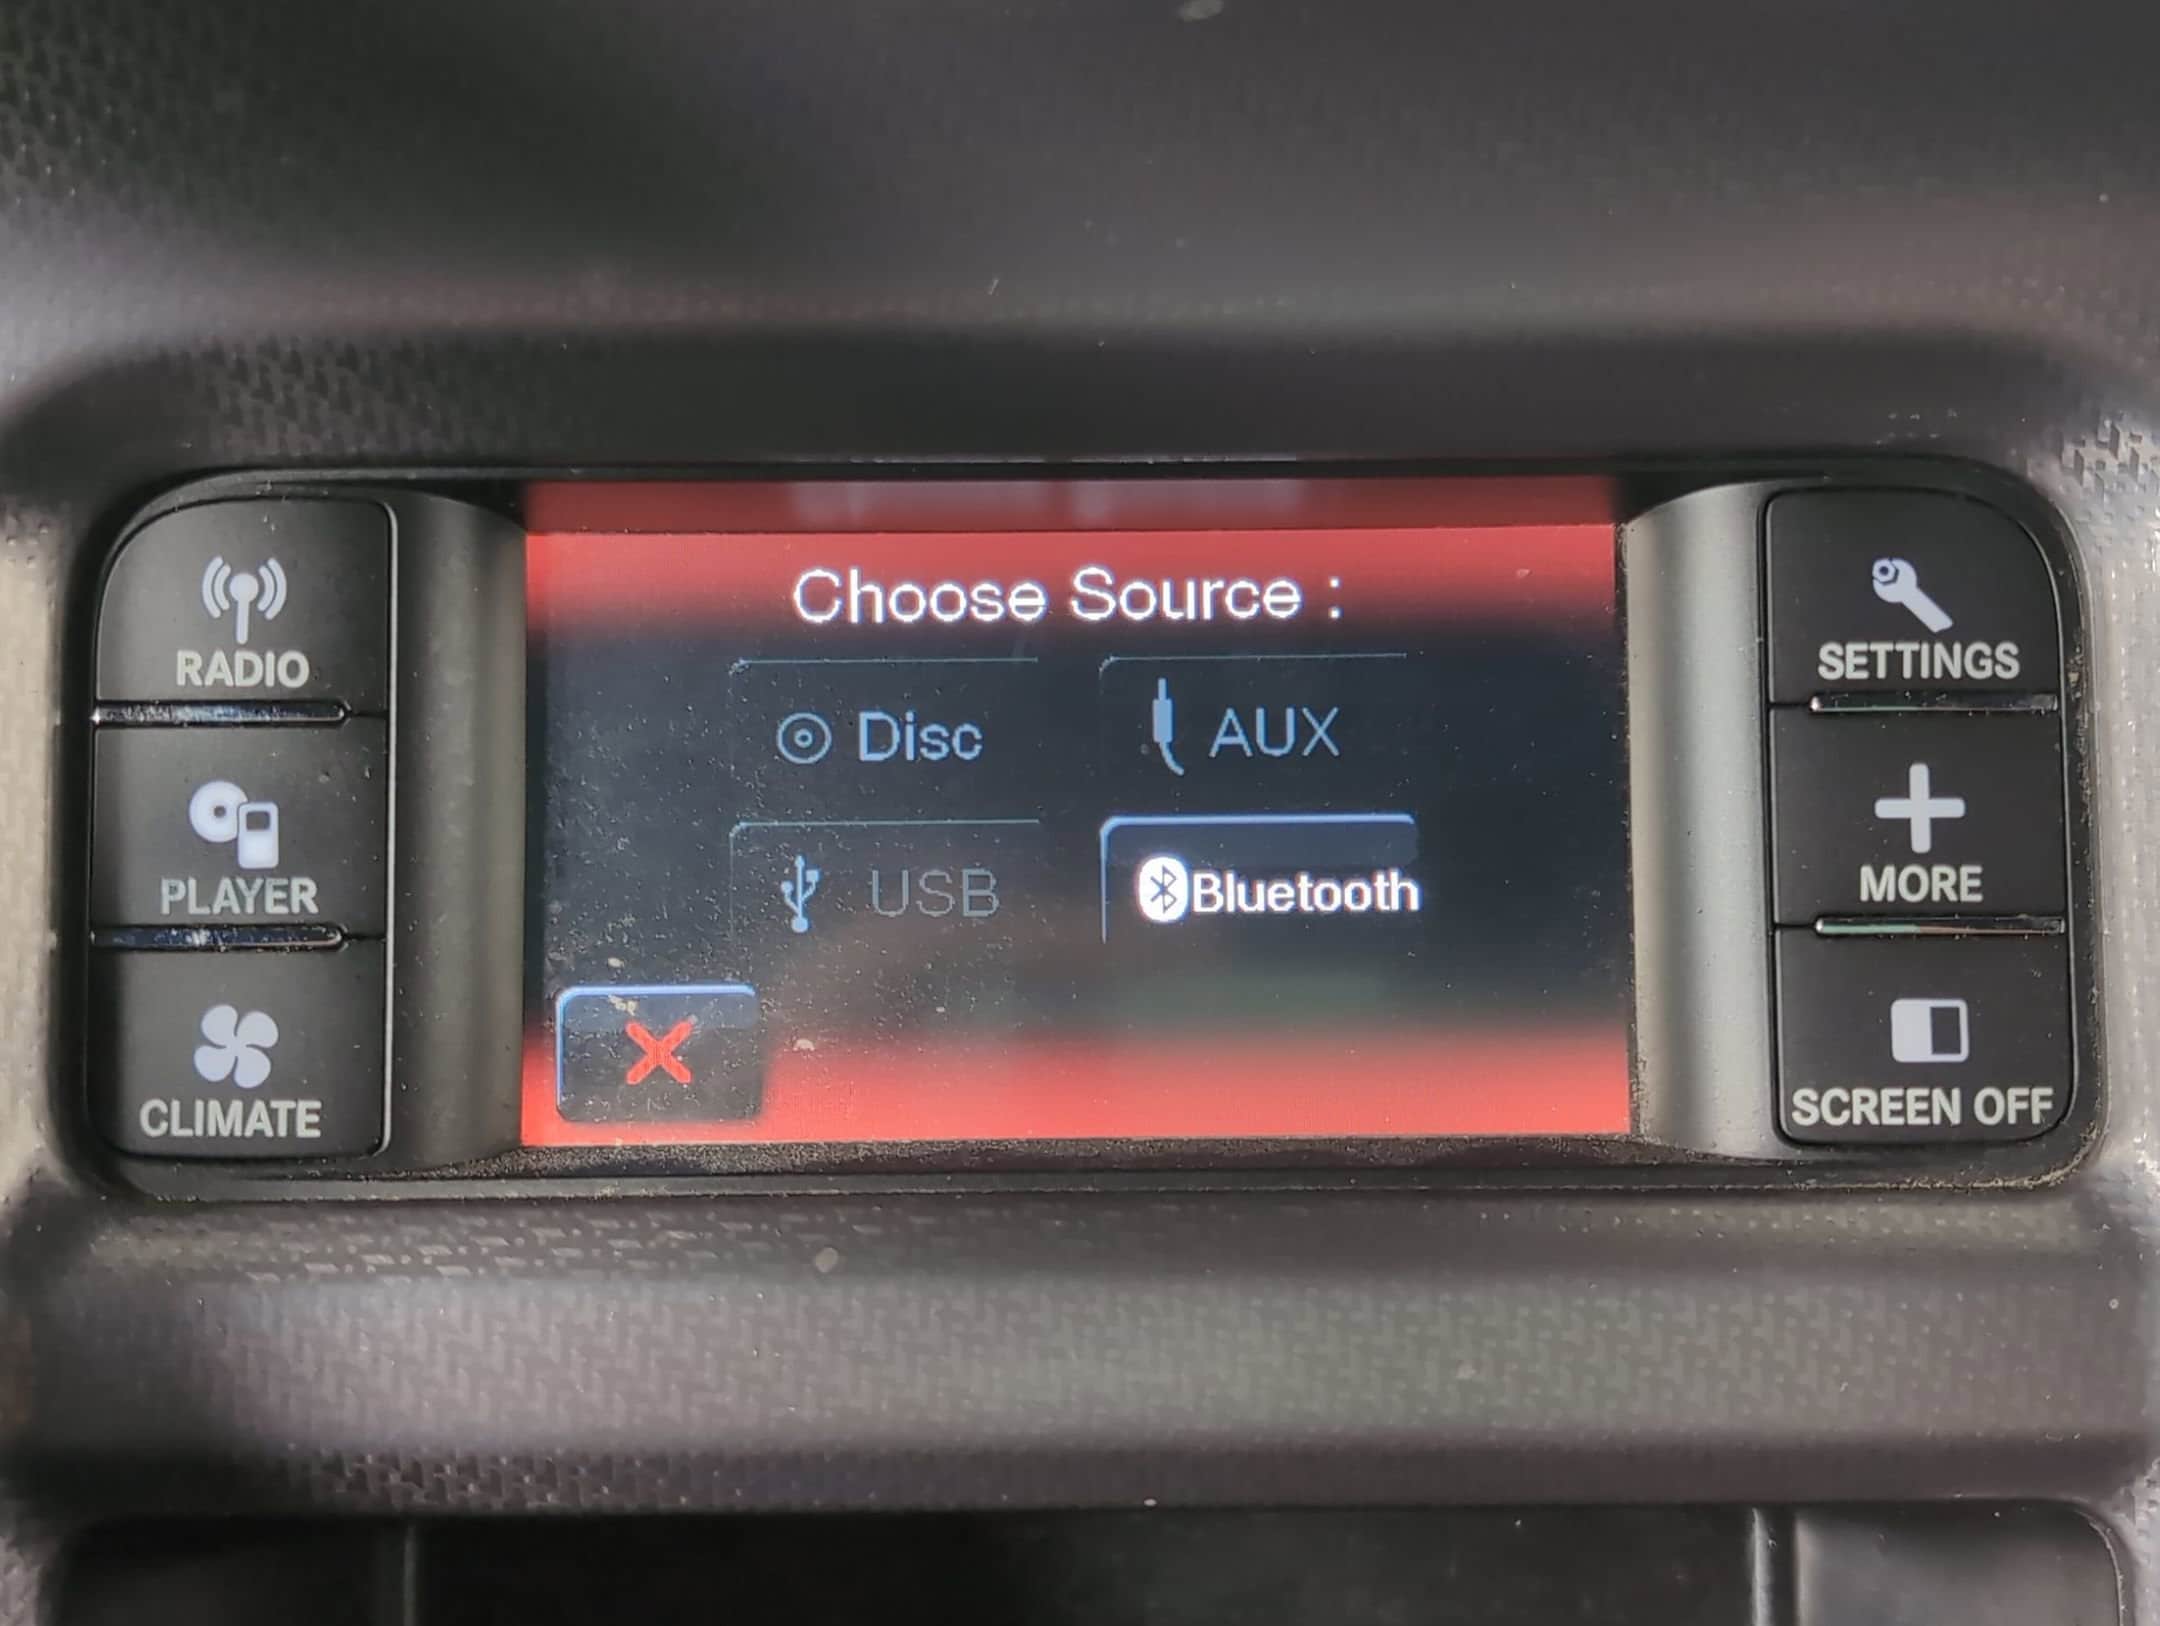 Choose Source :
Disc
AUX
USB
Bluetooth
RADIO
PLAYER
CLIMATE
SETTINGS
MORE
SCREEN OFF